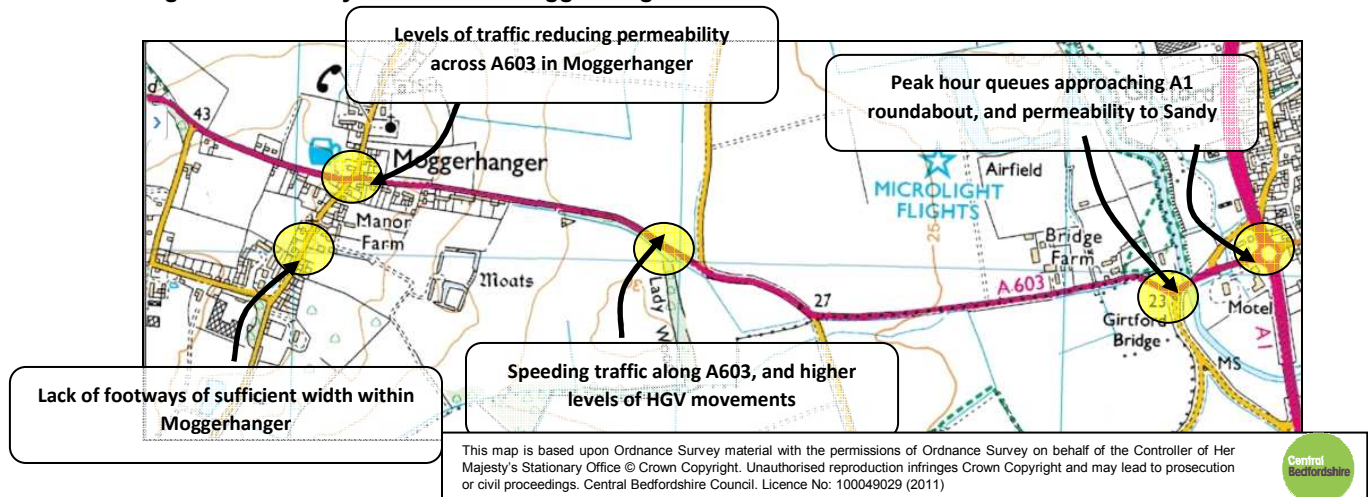 Levels of traffic reducing permeability
across A603 in Moggerhanger
Peak hour queues approaching A1
roundabout, and permeability to Sandy
43
Moggerhanger
Manor
Farm
Moats
MICROLIGHT
FLIGHTS
Airfield
25
Bridge
Farm
A 603
27
23
Girtford
Bridge
Motel
A1
MS
Lady W
Lack of footways of sufficient width within
Moggerhanger
Speeding traffic along A603, and higher
levels of HGV movements
This map is based upon Ordnance Survey material with the permissions of Ordnance Survey on behalf of the Controller of Her
Majesty's Stationary Office © Crown Copyright. Unauthorised reproduction infringes Crown Copyright and may lead to prosecution
or civil proceedings. Central Bedfordshire Council. Licence No: 100049029 (2011)
Central
Bedfordshire